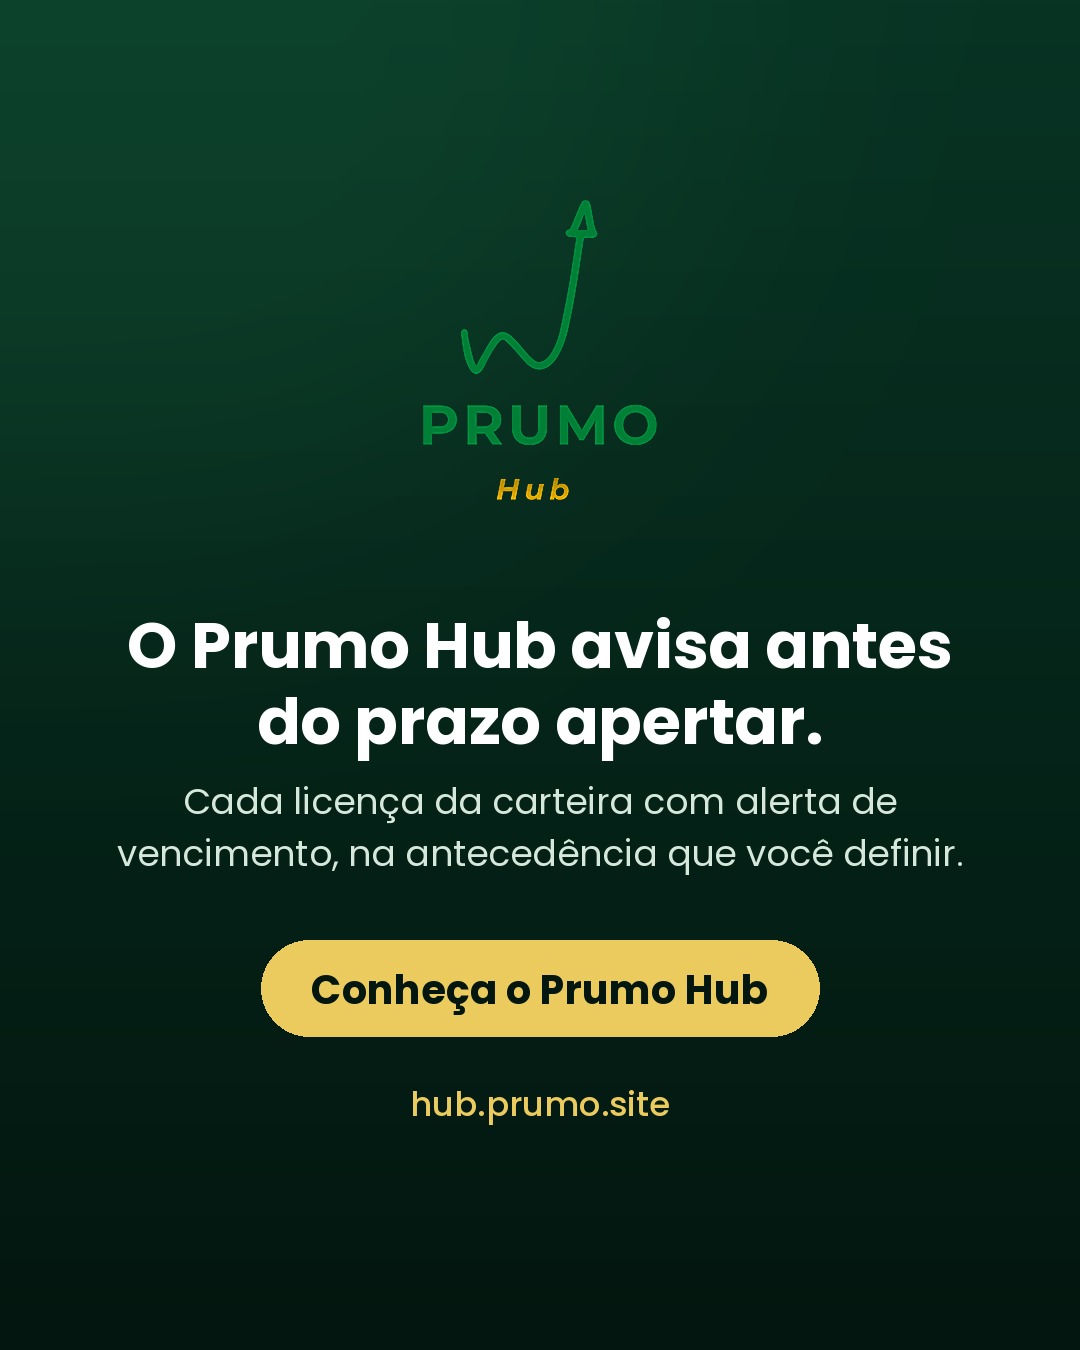 PRUMO
Hub
O Prumo Hub avisa antes
do prazo apertar.
Cada licença da carteira com alerta de
vencimento, na antecedência que você definir.
Conheça o Prumo Hub
hub.prumo.site